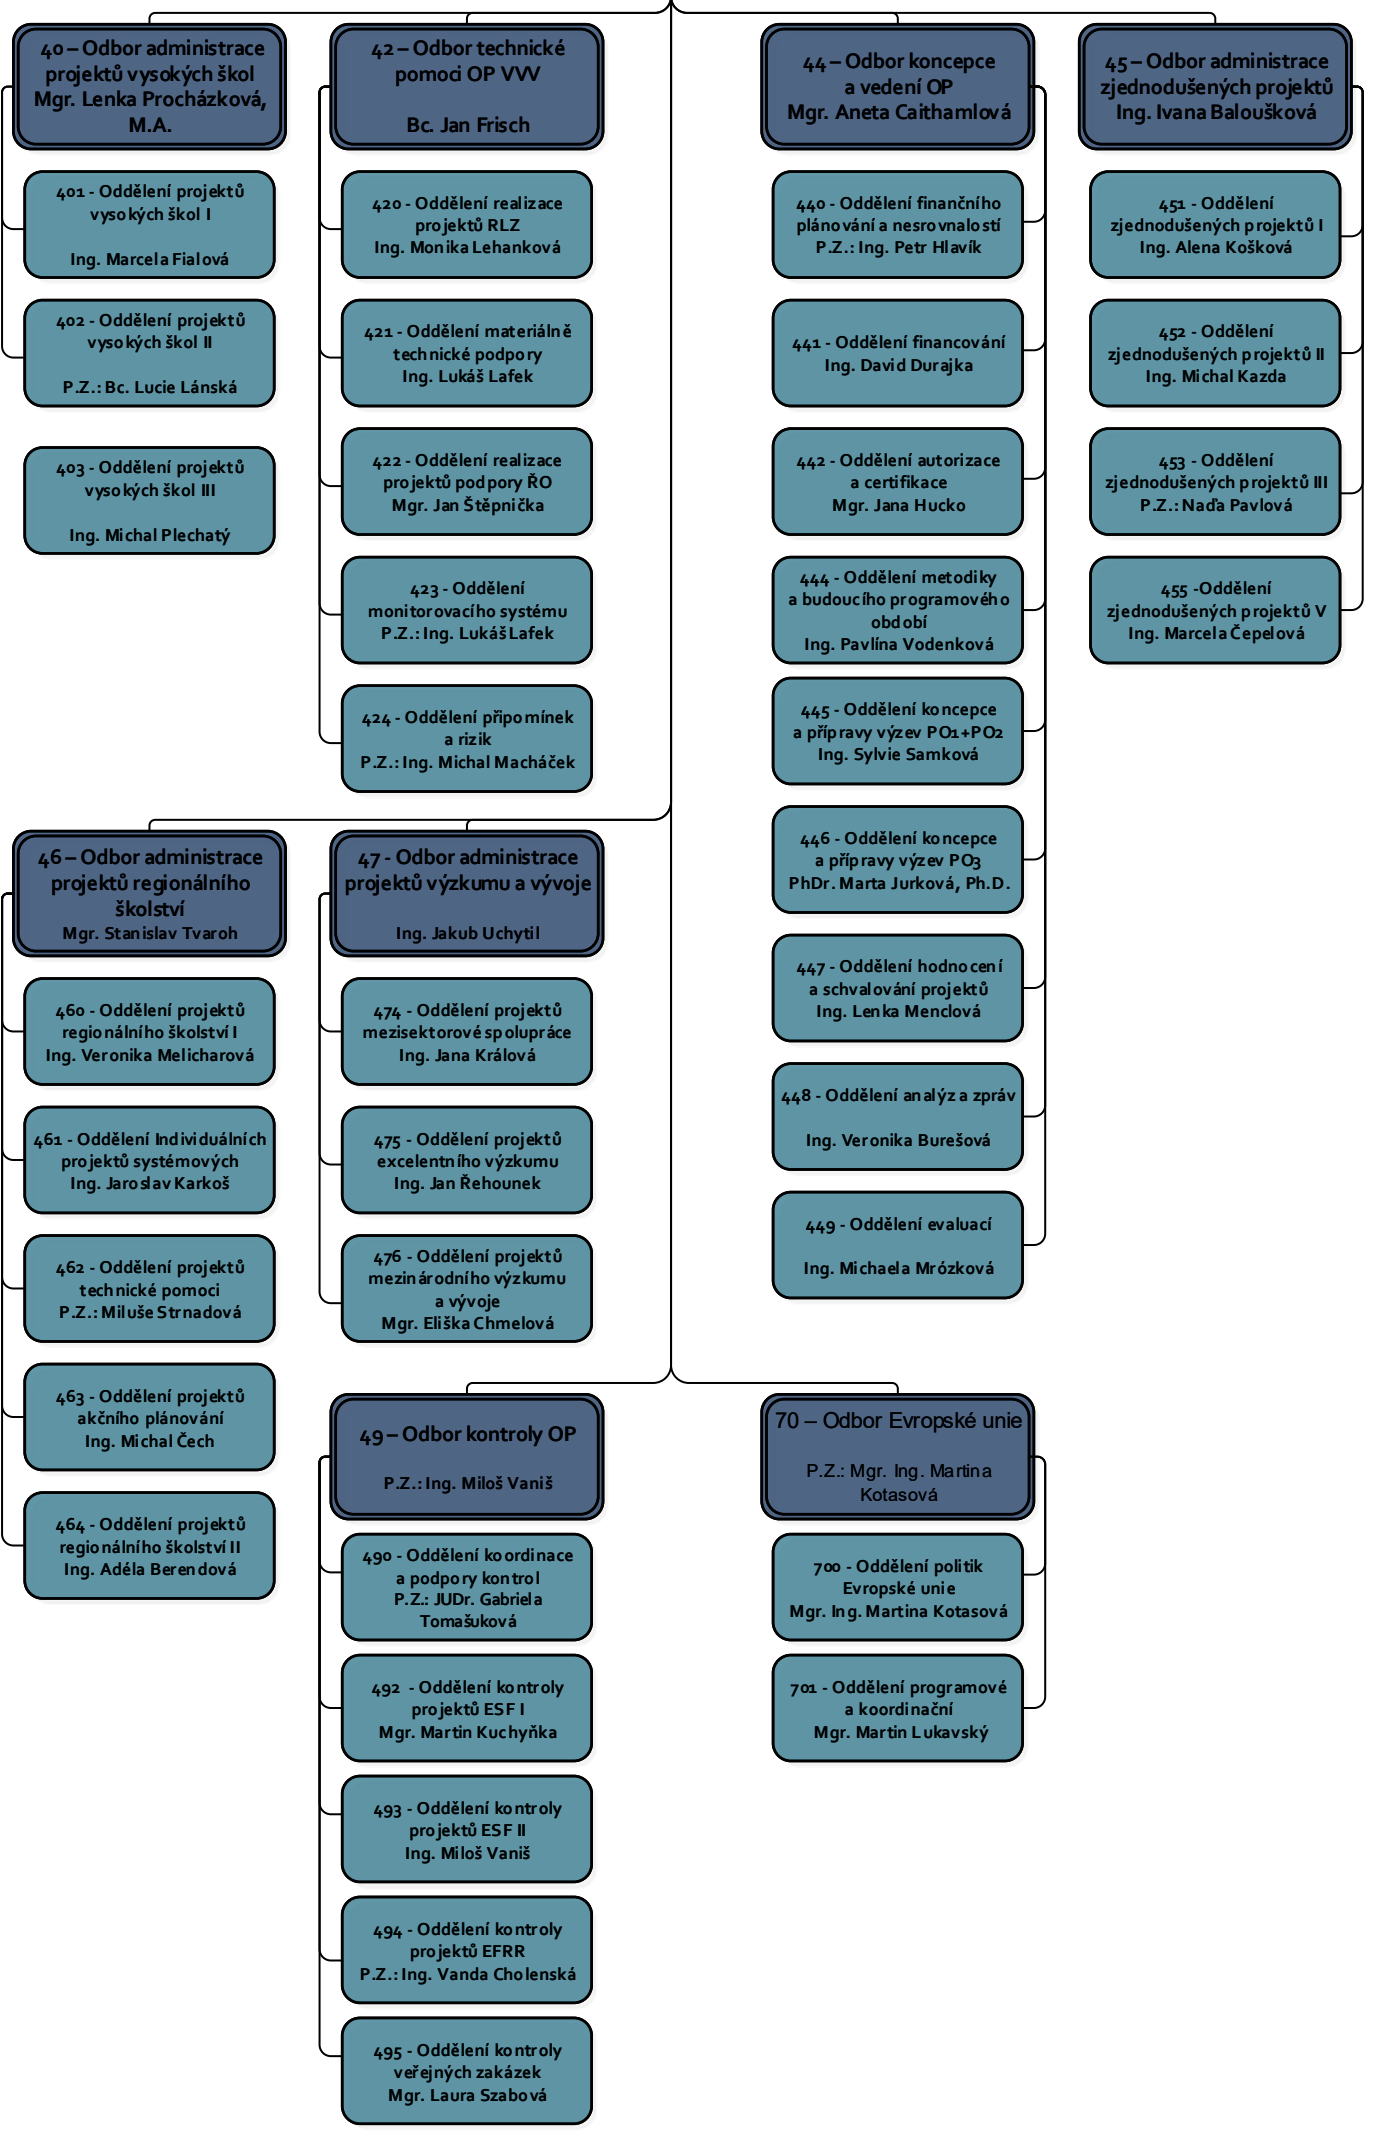 40 – Odbor administrace
projektů vysokých škol
Mgr. Lenka Procházková,
M.A.
401 - Oddělení projektů
vysokých škol I
Ing. Marcela Fialová
402 - Oddělení projektů
vysokých škol II
P.Z.: Bc. Lucie Lánská
403 - Oddělení projektů
vysokých škol III
Ing. Michal Plechatý
42 – Odbor technické
pomoci OP VVV
Bc. Jan Frisch
420 - Oddělení realizace
projektů RLZ
Ing. Monika Lehanková
421 - Oddělení materiálně
technické podpory
Ing. Lukáš Lafek
422 - Oddělení realizace
projektů podpory ŘO
Mgr. Jan Štěpnička
423 - Oddělení
monitorovacího systému
P.Z.: Ing. Lukáš Lafek
424 - Oddělení připomínek
a rizik
P.Z.: Ing. Michal Macháček
44 – Odbor koncepce
a vedení OP
Mgr. Aneta Caithamlová
440 - Oddělení finančního
plánování a nesrovnalostí
P.Z.: Ing. Petr Hlavík
441 - Oddělení financování
Ing. David Durajka
442 - Oddělení autorizace
a certifikace
Mgr. Jana Hucko
444 - Oddělení metodiky
a budoucího programového
období
Ing. Pavlína Vodenková
445 - Oddělení koncepce
a přípravy výzev PO1+PO2
Ing. Sylvie Samková
446 - Oddělení koncepce
a přípravy výzev PO3
PhDr. Marta Jurková, Ph.D.
447 - Oddělení hodnocení
a schvalování projektů
Ing. Lenka Menclová
448 - Oddělení analýz a zpráv
Ing. Veronika Burešová
449 - Oddělení evaluací
Ing. Michaela Mrózková
45 – Odbor administrace
zjednodušených projektů
Ing. Ivana Baloušková
451 - Oddělení
zjednodušených projektů I
Ing. Alena Košková
452 - Oddělení
zjednodušených projektů II
Ing. Michal Kazda
453 - Oddělení
zjednodušených projektů III
P.Z.: Naďa Pavlová
455 -Oddělení
zjednodušených projektů V
Ing. Marcela Čepelová
46 – Odbor administrace
projektů regionálního
školství
Mgr. Stanislav Tvaroh
460 - Oddělení projektů
regionálního školství I
Ing. Veronika Melicharová
461 - Oddělení Individuálních
projektů systémových
Ing. Jaroslav Karkoš
462 - Oddělení projektů
technické pomoci
P.Z.: Miluše Strnadová
463 - Oddělení projektů
akčního plánování
Ing. Michal Čech
464 - Oddělení projektů
regionálního školství II
Ing. Adéla Berendová
47 - Odbor administrace
projektů výzkumu a vývoje
Ing. Jakub Uchytil
474 - Oddělení projektů
mezisektorové spolupráce
Ing. Jana Králová
475 - Oddělení projektů
excelentního výzkumu
Ing. Jan Řehounek
476 - Oddělení projektů
mezinárodního výzkumu
a vývoje
Mgr. Eliška Chmelová
49 – Odbor kontroly OP
P.Z.: Ing. Miloš Vaniš
490 - Oddělení koordinace
a podpory kontrol
P.Z.: JUDr. Gabriela
Tomašuková
492 - Oddělení kontroly
projektů ESF I
Mgr. Martin Kuchyňka
493 - Oddělení kontroly
projektů ESF II
Ing. Miloš Vaniš
494 - Oddělení kontroly
projektů EFRR
P.Z.: Ing. Vanda Cholenská
495 - Oddělení kontroly
veřejných zakázek
Mgr. Laura Szabová
70 – Odbor Evropské unie
P.Z.: Mgr. Ing. Martina
Kotasová
700 - Oddělení politik
Evropské unie
Mgr. Ing. Martina Kotasová
701 - Oddělení programové
a koordinační
Mgr. Martin Lukavský